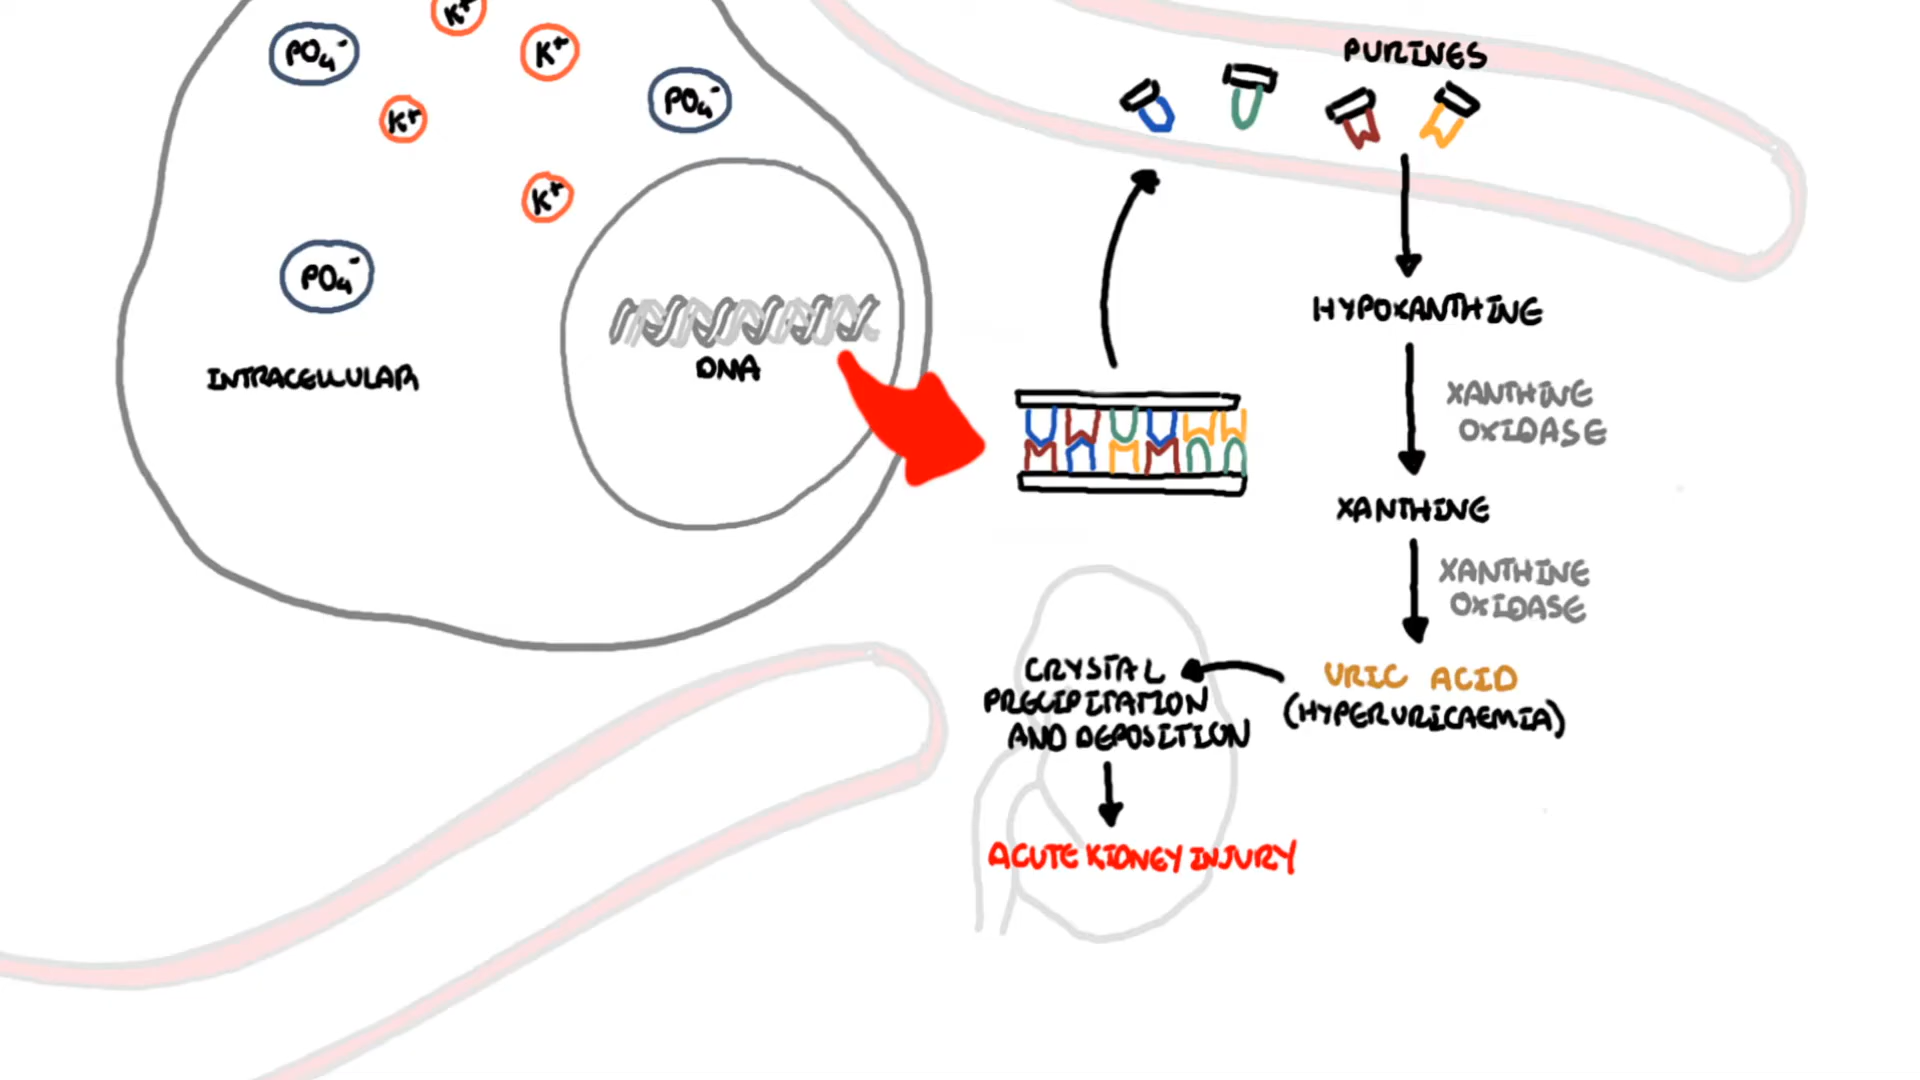 K+
PO4-
K+
PO4-
K+
K+
PO4-
INTRACELLULAR
DNA
PURINES
HYPOXANTHINE
XANTHINE
OXIDASE
XANTHINE
XANTHINE
OXIDASE
URIC ACID
(HYPERURICAEMIA)
CRYSTAL
PRECIPITATION
AND DEPOSITION
ACUTE KIDNEY INJURY